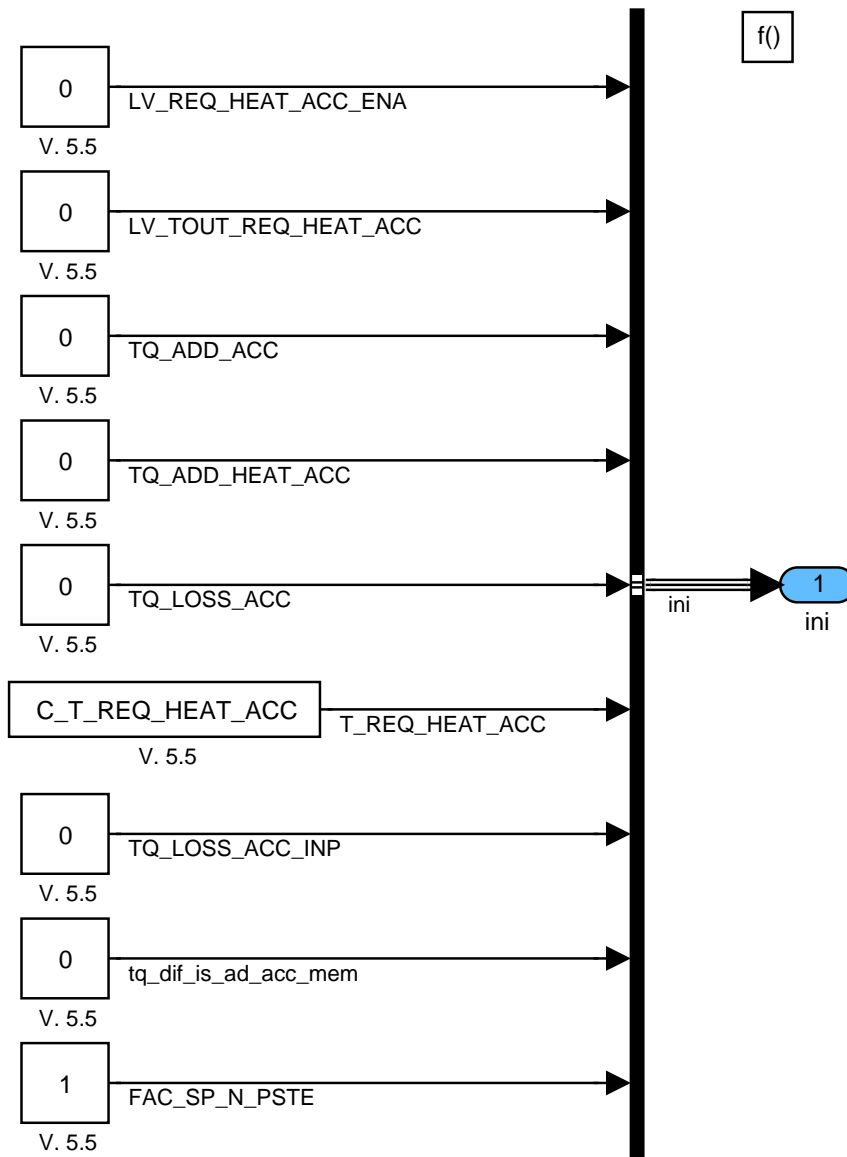 f()
0
LV_REQ_HEAT_ACC_ENA
V. 5.5
0
LV_TOUT_REQ_HEAT_ACC
V. 5.5
0
TQ_ADD_ACC
V. 5.5
0
TQ_ADD_HEAT_ACC
V. 5.5
0
TQ_LOSS_ACC
V. 5.5
ini
1
ini
C_T_REQ_HEAT_ACC
T_REQ_HEAT_ACC
V. 5.5
0
TQ_LOSS_ACC_INP
V. 5.5
0
tq_dif_is_ad_acc_mem
V. 5.5
1
FAC_SP_N_PSTE
V. 5.5